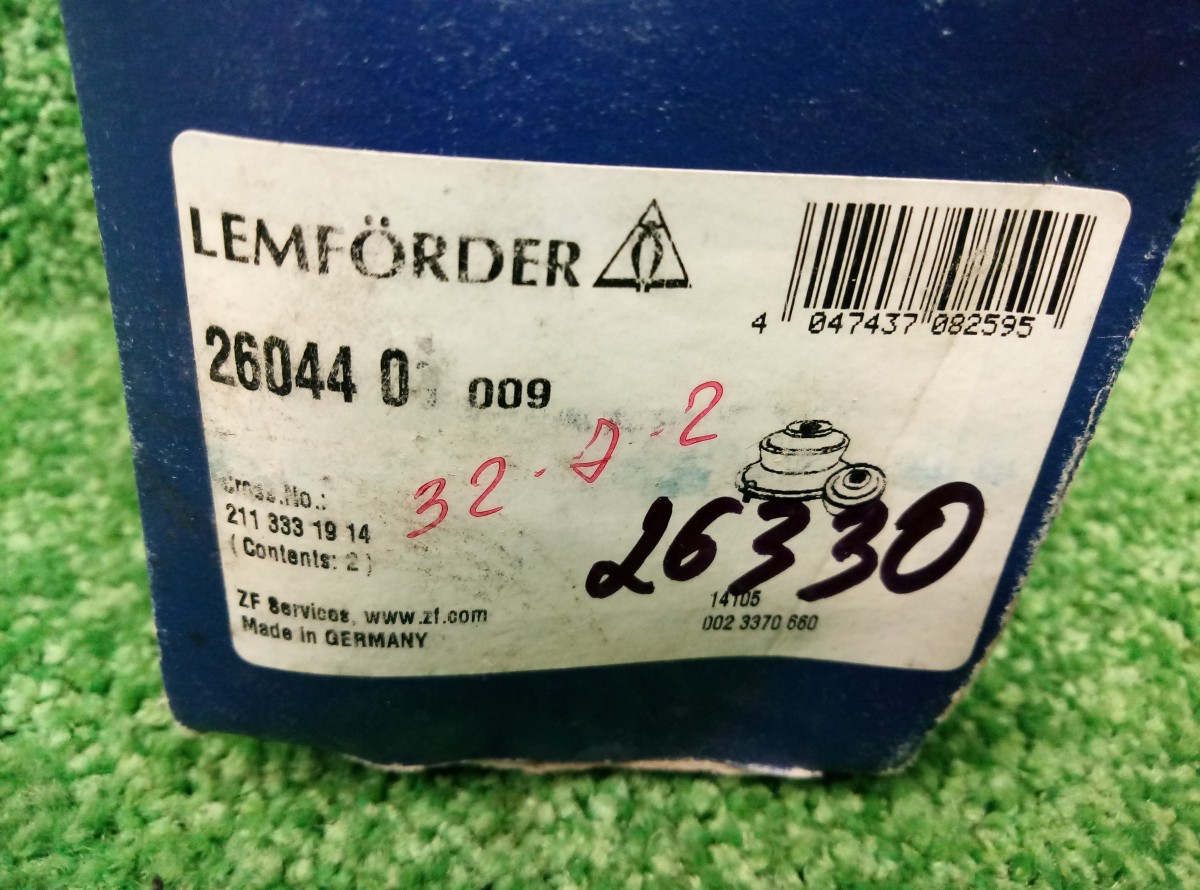 LEMFÖRDER
4 047437 082595
26044 01 009
32-Д-2
Cross.No.:
211 333 19 14
(Contents: 2)
26330
ZF Services, www.zf.com
Made in GERMANY
14105
002 3370 660